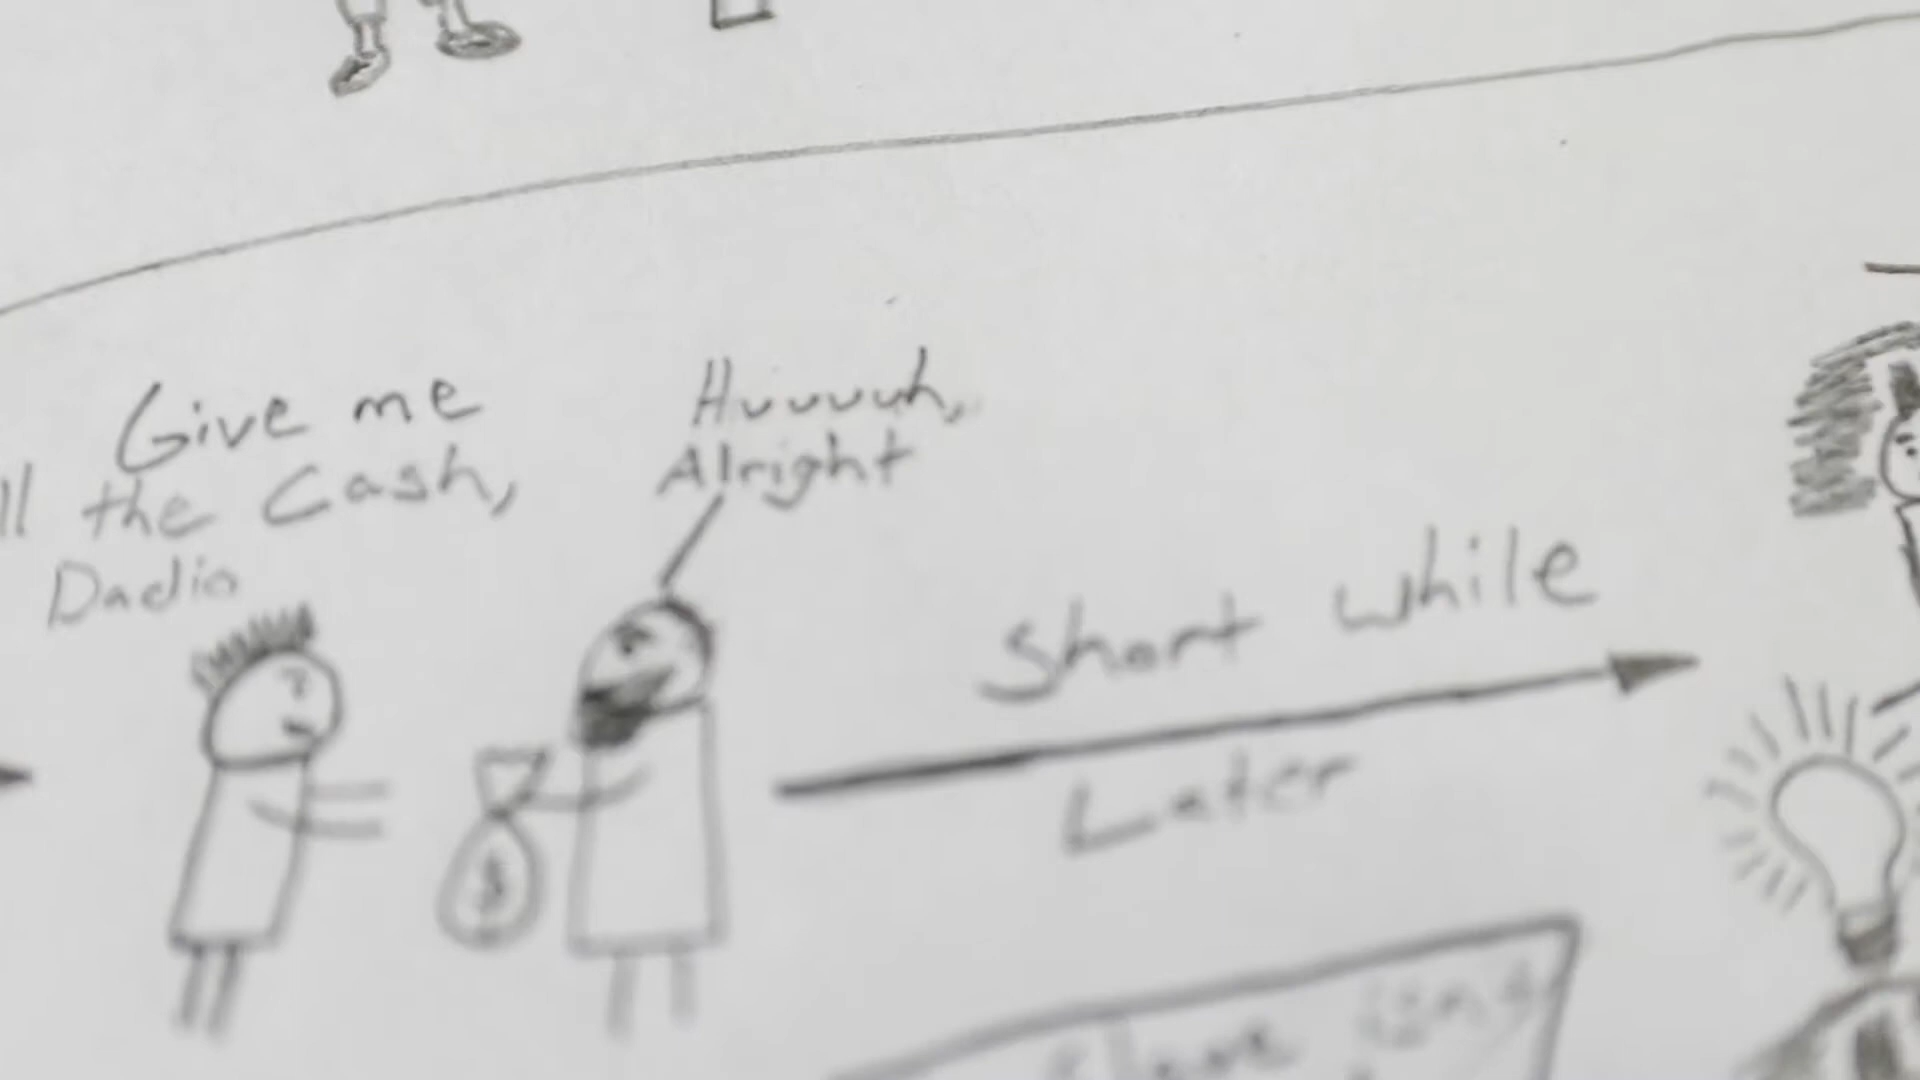 Give me
ll the Cash,
Dadio
Huuuuh,
Alright
Short while
Later
$